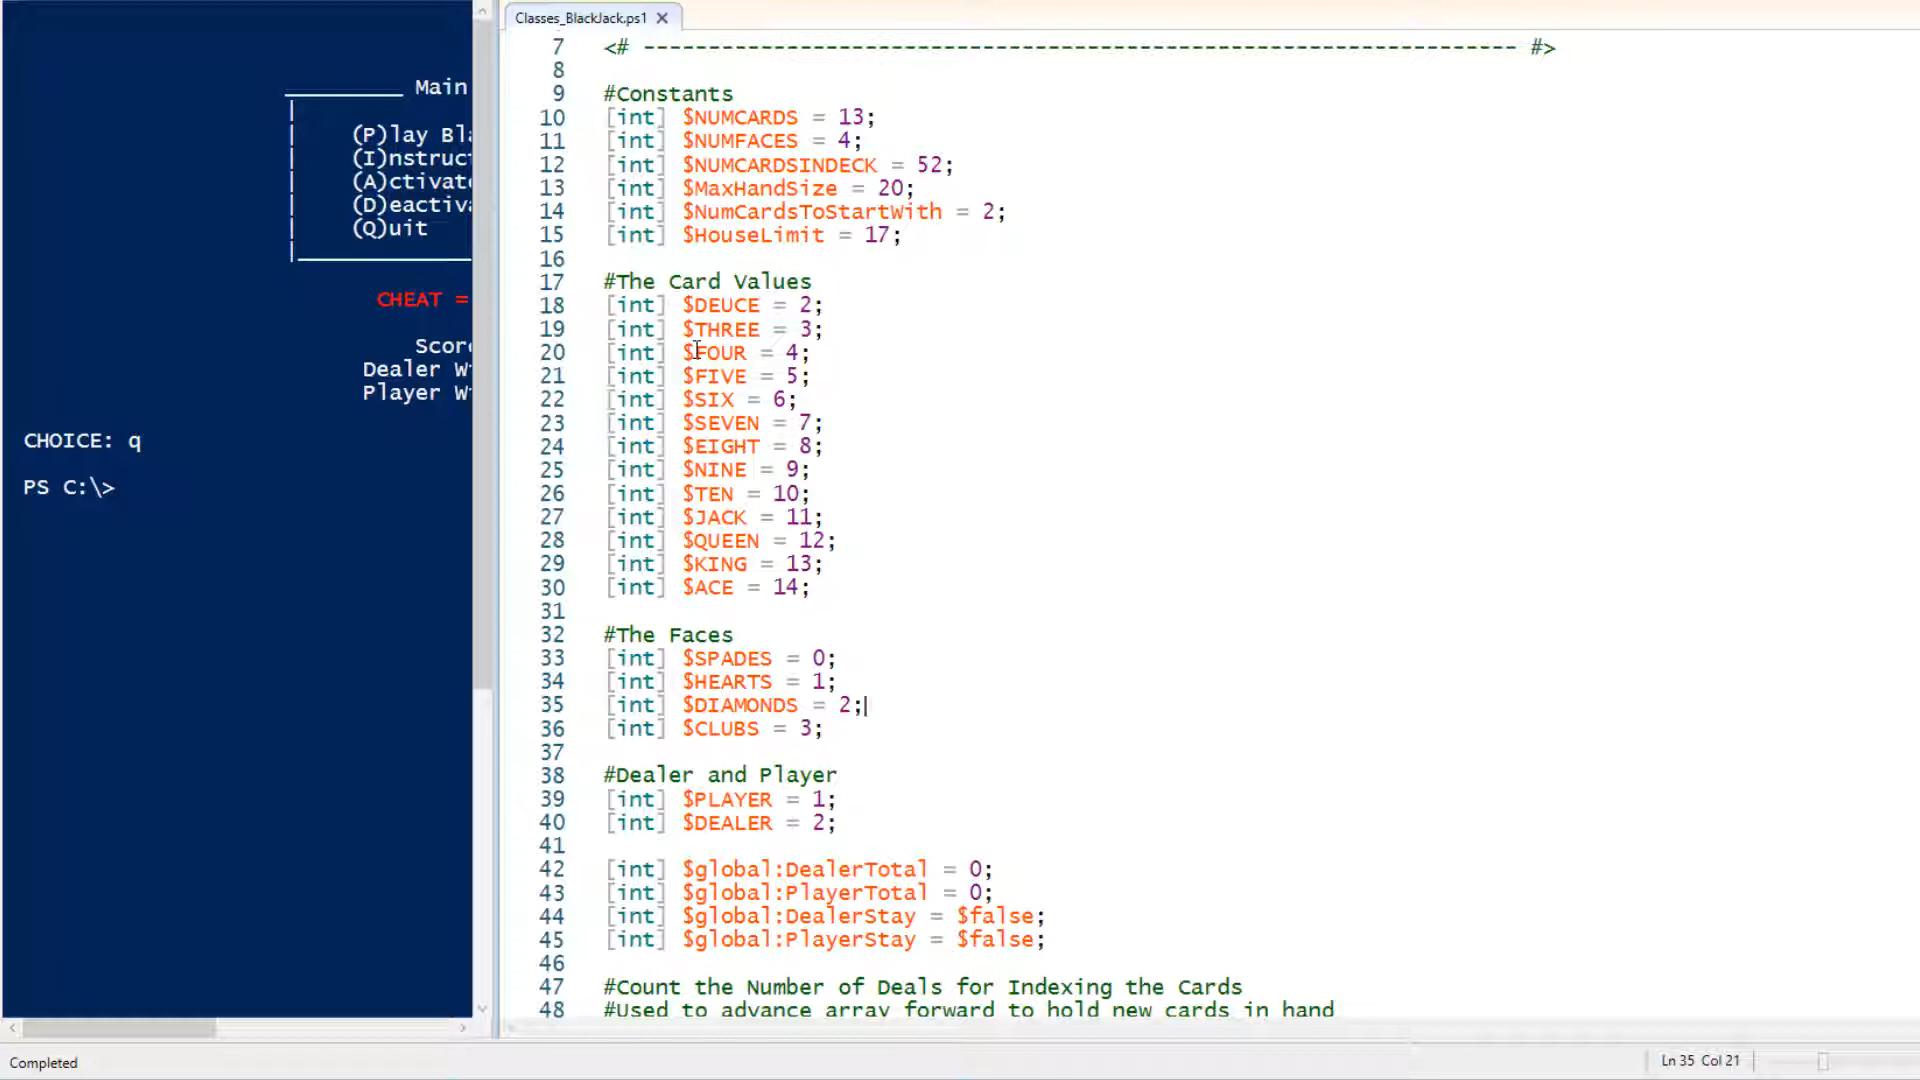 Main
(P)lay Bl
(I)nstruc
(A)ctivat
(D)eactiv
(Q)uit
CHEAT =
Scor
Dealer W
Player W
CHOICE: q
PS C:\>
Classes_BlackJack.ps1
7 <# ------------------------------------------------------------------- #>
8
9 #Constants
10 [int] $NUMCARDS = 13;
11 [int] $NUMFACES = 4;
12 [int] $NUMCARDSINDECK = 52;
13 [int] $MaxHandSize = 20;
14 [int] $NumCardsToStartWith = 2;
15 [int] $HouseLimit = 17;
16
17 #The Card Values
18 [int] $DEUCE = 2;
19 [int] $THREE = 3;
20 [int] $FOUR = 4;
21 [int] $FIVE = 5;
22 [int] $SIX = 6;
23 [int] $SEVEN = 7;
24 [int] $EIGHT = 8;
25 [int] $NINE = 9;
26 [int] $TEN = 10;
27 [int] $JACK = 11;
28 [int] $QUEEN = 12;
29 [int] $KING = 13;
30 [int] $ACE = 14;
31
32 #The Faces
33 [int] $SPADES = 0;
34 [int] $HEARTS = 1;
35 [int] $DIAMONDS = 2;
36 [int] $CLUBS = 3;
37
38 #Dealer and Player
39 [int] $PLAYER = 1;
40 [int] $DEALER = 2;
41
42 [int] $global:DealerTotal = 0;
43 [int] $global:PlayerTotal = 0;
44 [int] $global:DealerStay = $false;
45 [int] $global:PlayerStay = $false;
46
47 #Count the Number of Deals for Indexing the Cards
48 #Used to advance array forward to hold new cards in hand
Completed
Ln 35 Col 21